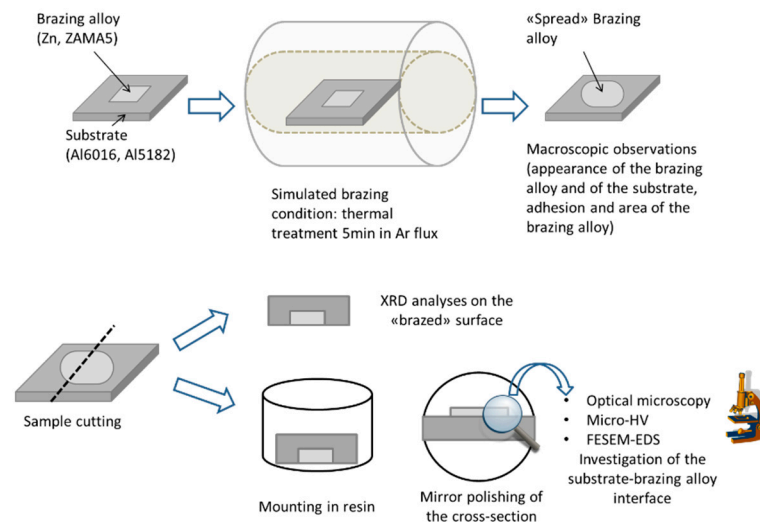 Brazing alloy
(Zn, ZAMA5)
Substrate
(Al6016, Al5182)
Simulated brazing
condition: thermal
treatment 5min in Ar flux
«Spread» Brazing
alloy
Macroscopic observations
(appearance of the brazing
alloy and of the substrate,
adhesion and area of the
brazing alloy)
Sample cutting
XRD analyses on the
«brazed» surface
Mounting in resin
Mirror polishing of
the cross-section
• Optical microscopy
• Micro-HV
• FESEM-EDS
Investigation of the
substrate-brazing alloy
interface